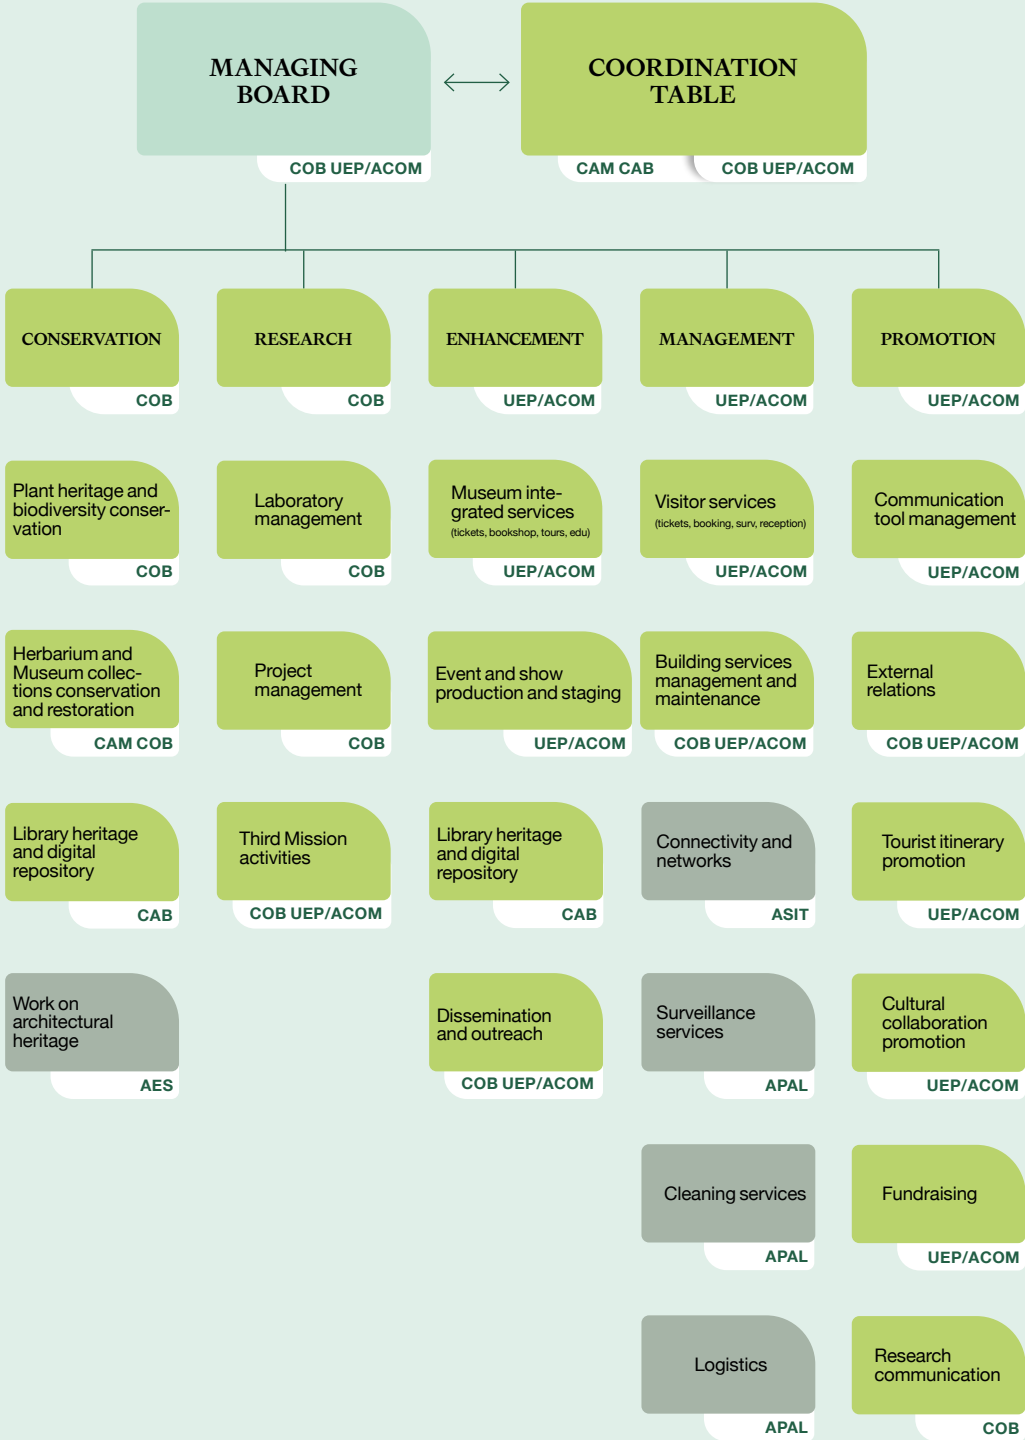 MANAGING
BOARD
COORDINATION
TABLE
COB UEP/ACOM
CAM CAB
COB UEP/ACOM
CONSERVATION
COB
RESEARCH
COB
ENHANCEMENT
UEP/ACOM
MANAGEMENT
UEP/ACOM
PROMOTION
UEP/ACOM
Plant heritage and
biodiversity conser-
vation
COB
Laboratory
management
COB
Museum inte-
grated services
(tickets, bookshop, tours, edu)
UEP/ACOM
Visitor services
(tickets, booking, surv, reception)
UEP/ACOM
Communication
tool management
UEP/ACOM
Herbarium and
Museum collec-
tions conservation
and restoration
CAM COB
Project
management
COB
Event and show
production and staging
UEP/ACOM
Building services
management and
maintenance
COB UEP/ACOM
External
relations
COB UEP/ACOM
Library heritage
and digital
repository
CAB
Third Mission
activities
COB UEP/ACOM
Library heritage
and digital
repository
CAB
Connectivity and
networks
ASIT
Tourist itinerary
promotion
UEP/ACOM
Work on
architectural
heritage
AES
Dissemination
and outreach
COB UEP/ACOM
Surveillance
services
APAL
Cultural
collaboration
promotion
UEP/ACOM
Cleaning services
APAL
Fundraising
UEP/ACOM
Logistics
APAL
Research
communication
COB